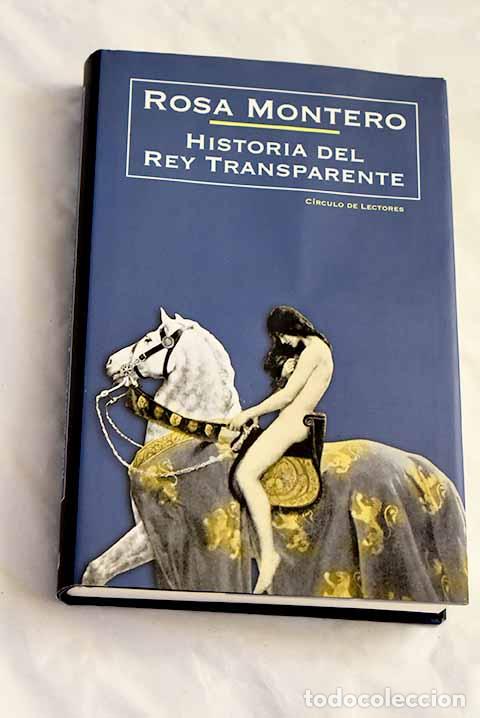 ROSA MONTERO
HISTORIA DEL
REY TRANSPARENTE
CÍRCULO DE LECTORES
todocoleccion